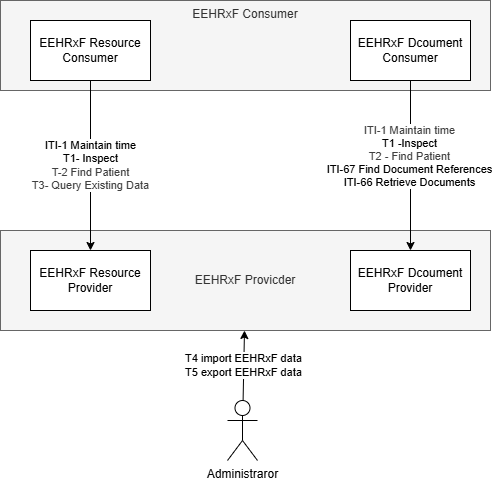 EEHRxF Consumer
EEHRxF Resource
Consumer
EEHRxF Dcoument
Consumer
ITI-1 Maintain time
T1- Inspect
T-2 Find Patient
T3- Query Existing Data
ITI-1 Maintain time
T1 -Inspect
T2 - Find Patient
ITI-67 Find Document References
ITI-66 Retrieve Documents
EEHRxF Resource
Provider
EEHRxF Provicder
EEHRxF Dcoument
Provider
T4 import EEHRxF data
T5 export EEHRxF data
Administraror